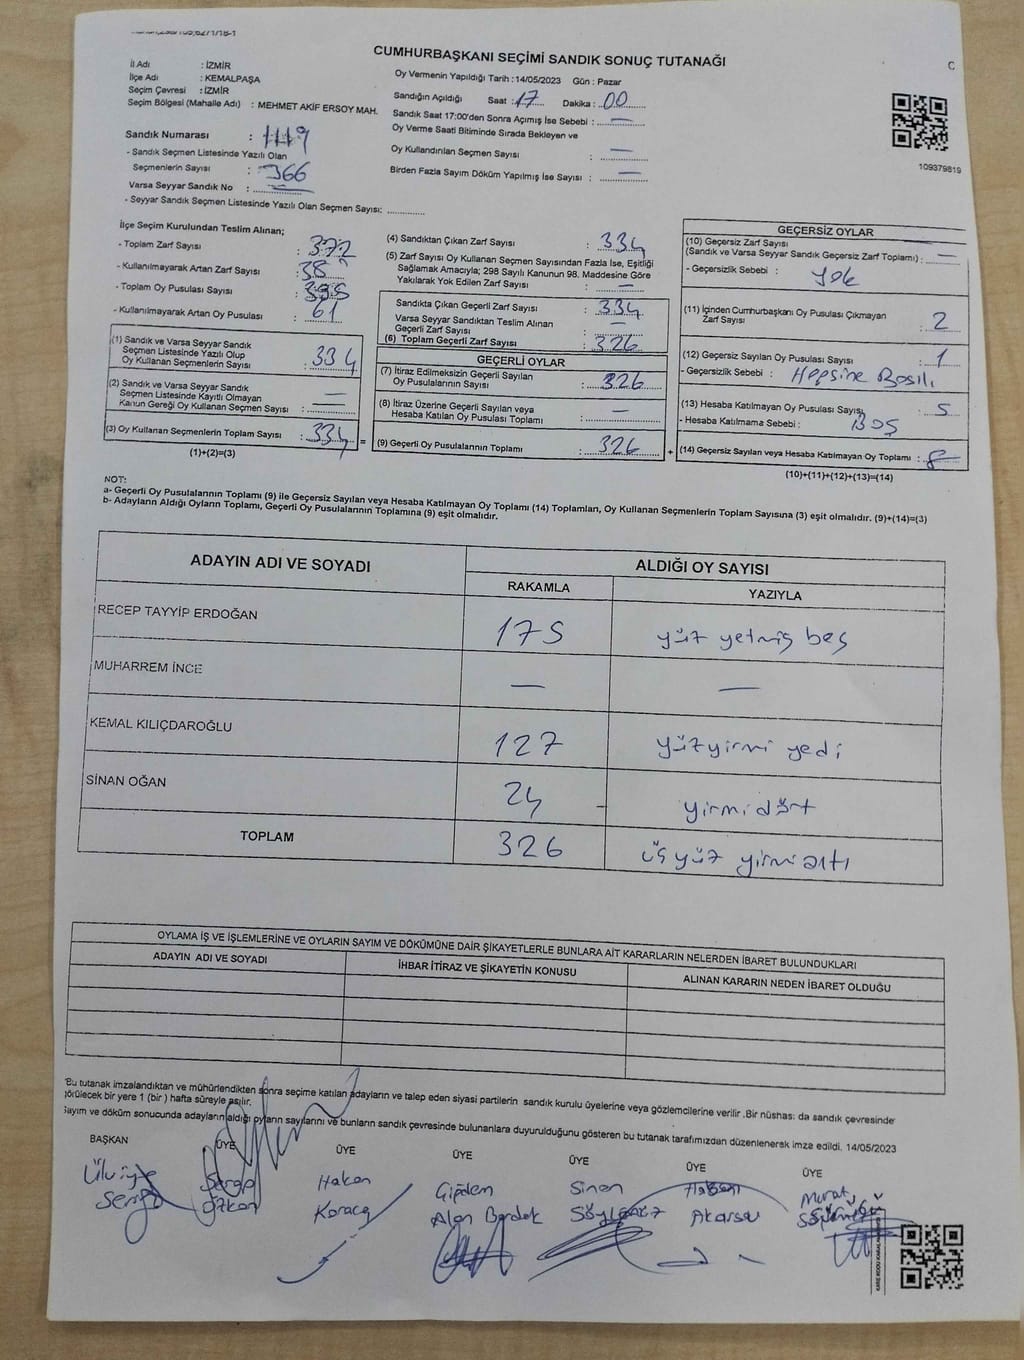 CUMHURBAŞKANI SEÇİMİ SANDIK SONUÇ TUTANAĞI
C
İl Adı : İZMİR
İlçe Adı : KEMALPAŞA
Seçim Çevresi : İZMİR
Seçim Bölgesi (Mahalle Adı) : MEHMET AKİF ERSOY MAH.
Sandık Numarası : 1119
- Sandık Seçmen Listesinde Yazılı Olan
Seçmenlerin Sayısı : 366
Varsa Seyyar Sandık No : —
- Seyyar Sandık Seçmen Listesinde Yazılı Olan Seçmen Sayısı: ............
Oy Vermenin Yapıldığı Tarih : 14/05/2023 Gün : Pazar
Sandığın Açıldığı Saat : 17 Dakika : 00
Sandık Saat 17:00'den Sonra Açımış İse Sebebi : —
Oy Verme Saati Bitiminde Sırada Bekleyen ve
Oy Kullandırılan Seçmen Sayısı : —
Birden Fazla Sayım Döküm Yapılmış İse Sayısı : —
109379819
İlçe Seçim Kurulundan Teslim Alınan;
- Toplam Zarf Sayısı : 372
- Kullanılmayarak Artan Zarf Sayısı : 38
- Toplam Oy Pusulası Sayısı :
- Kullanılmayarak Artan Oy Pusulası : 61
(1) Sandık ve Varsa Seyyar Sandık
Seçmen Listesinde Yazılı Olup
Oy Kullanan Seçmenlerin Sayısı : 334
(2) Sandık ve Varsa Seyyar Sandık
Seçmen Listesinde Kayıtlı Olmayan
Kanun Gereği Oy Kullanan Seçmen Sayısı : —
(3) Oy Kullanan Seçmenlerin Toplam Sayısı : 334 =
(1)+(2)=(3)
(4) Sandıktan Çıkan Zarf Sayısı : 334
(5) Zarf Sayısı Oy Kullanan Seçmen Sayısından Fazla İse, Eşitliği
Sağlamak Amacıyla; 298 Sayılı Kanunun 98. Maddesine Göre
Yakılarak Yok Edilen Zarf Sayısı : —
Sandıkta Çıkan Geçerli Zarf Sayısı : 334
Varsa Seyyar Sandıktan Teslim Alınan
Geçerli Zarf Sayısı : —
(6) Toplam Geçerli Zarf Sayısı : 326
GEÇERLİ OYLAR
(7) İtiraz Edilmeksizin Geçerli Sayılan
Oy Pusulalarının Sayısı : 326
(8) İtiraz Üzerine Geçerli Sayılan veya
Hesaba Katılan Oy Pusulası Toplamı : —
(9) Geçerli Oy Pusulalarının Toplamı : 326 +
GEÇERSİZ OYLAR
(10) Geçersiz Zarf Sayısı
(Sandık ve Varsa Seyyar Sandık Geçersiz Zarf Toplamı) : —
- Geçersizlik Sebebi : Yok
(11) İçinden Cumhurbaşkanı Oy Pusulası Çıkmayan
Zarf Sayısı : 2
(12) Geçersiz Sayılan Oy Pusulası Sayısı : 1
- Geçersizlik Sebebi : Hepsine Basılı
(13) Hesaba Katılmayan Oy Pusulası Sayısı : 5
- Hesaba Katılmama Sebebi : BOŞ
(14) Geçersiz Sayılan veya Hesaba Katılmayan Oy Toplamı : 8
(10)+(11)+(12)+(13)=(14)
NOT:
a- Geçerli Oy Pusulalarının Toplamı (9) ile Geçersiz Sayılan veya Hesaba Katılmayan Oy Toplamı (14) Toplamları, Oy Kullanan Seçmenlerin Toplam Sayısına (3) eşit olmalıdır. (9)+(14)=(3)
b- Adayların Aldığı Oyların Toplamı, Geçerli Oy Pusulalarının Toplamına (9) eşit olmalıdır.
ADAYIN ADI VE SOYADI ALDIĞI OY SAYISI
RAKAMLA YAZIYLA
RECEP TAYYİP ERDOĞAN 175 yüz yetmiş beş
MUHARREM İNCE — —
KEMAL KILIÇDAROĞLU 127 yüzyirmi yedi
SİNAN OĞAN 24 yirmidört
TOPLAM 326 üçyüz yirmialtı
OYLAMA İŞ VE İŞLEMLERİNE VE OYLARIN SAYIM VE DÖKÜMÜNE DAİR ŞİKAYETLERLE BUNLARA AİT KARARLARIN NELERDEN İBARET BULUNDUKLARI
ADAYIN ADI VE SOYADI İHBAR İTİRAZ VE ŞİKAYETİN KONUSU ALINAN KARARIN NEDEN İBARET OLDUĞU
Bu tutanak imzalandıktan ve mühürlendikten sonra seçime katılan adayların ve talep eden siyasi partilerin sandık kurulu üyelerine veya gözlemcilerine verilir .Bir nüshası da sandık çevresinde
görülecek bir yere 1 (bir ) hafta süreyle asılır.
Sayım ve döküm sonucunda adayların aldığı oyların sayılarını ve bunların sandık çevresinde bulunanlara duyurulduğunu gösteren bu tutanak tarafımızdan düzenlenerek imza edildi. 14/05/2023
BAŞKAN ÜYE ÜYE ÜYE ÜYE ÜYE ÜYE
Ülviye Serap Hakan Çiğdem Sinan Hasan Murat
Özkan Karaca Alan Bardak Söylemez Akarsu